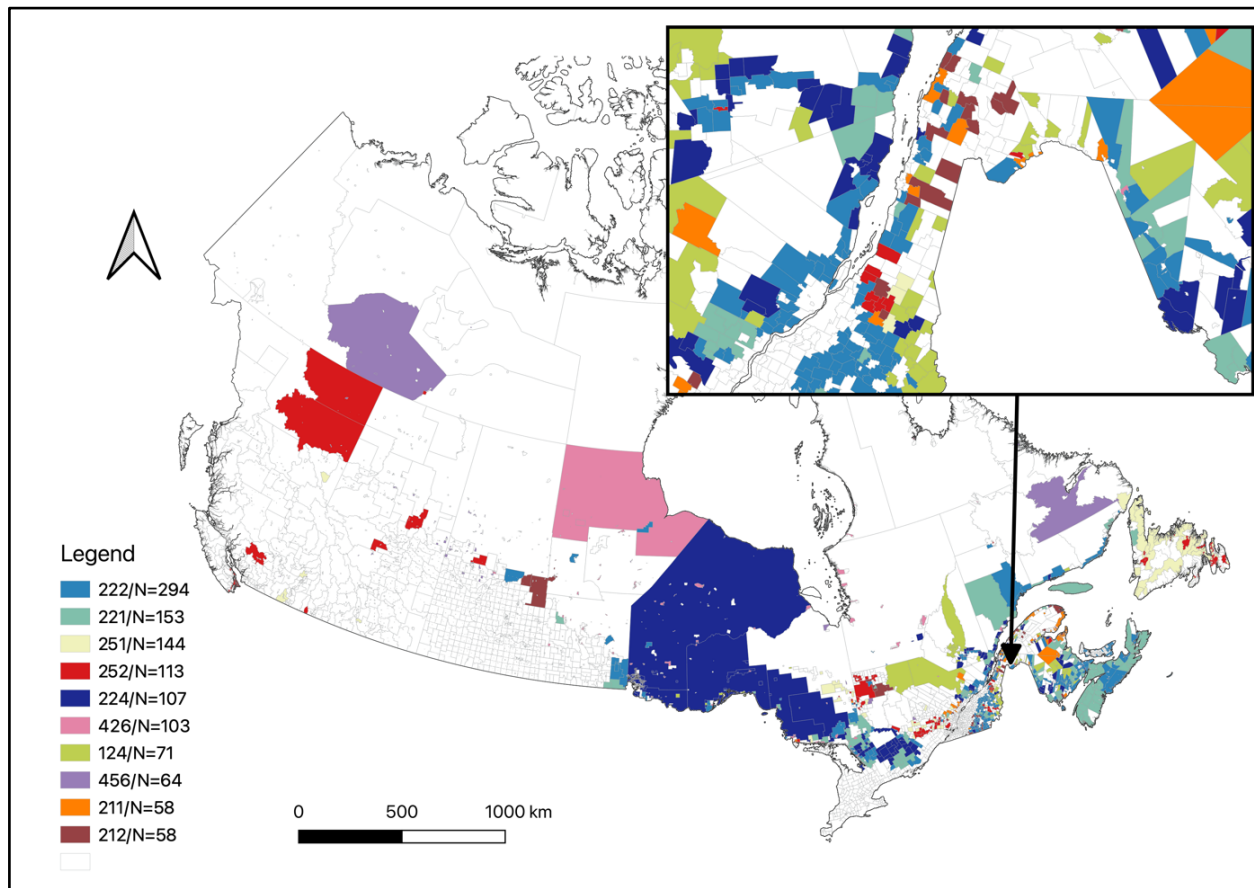 Legend
222/N=294
221/N=153
251/N=144
252/N=113
224/N=107
426/N=103
124/N=71
456/N=64
211/N=58
212/N=58
0 500 1000 km